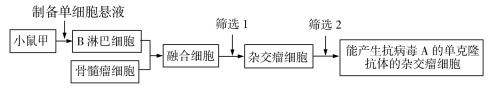 制备单细胞悬液
筛选 1
筛选 2
小鼠甲
B 淋巴细胞
骨髓瘤细胞
融合细胞
杂交瘤细胞
能产生抗病毒 A 的单克隆
抗体的杂交瘤细胞